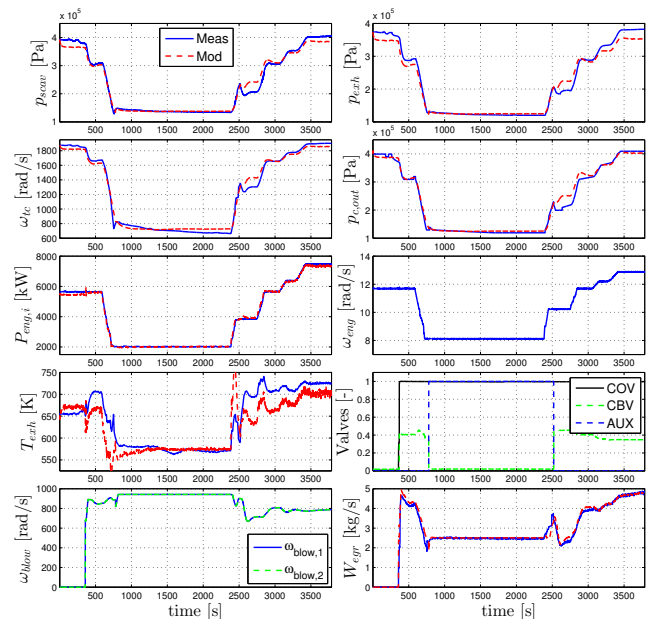 x 10^5
4
3
2
1
p_scav [Pa]
Meas
Mod
500 1000 1500 2000 2500 3000 3500
x 10^5
4
3
2
1
p_exh [Pa]
500 1000 1500 2000 2500 3000 3500
1800
1600
1400
1200
1000
800
600
ω_tc [rad/s]
500 1000 1500 2000 2500 3000 3500
x 10^5
4
3
2
1
p_c,out [Pa]
500 1000 1500 2000 2500 3000 3500
8000
6000
4000
2000
P_eng,i [kW]
500 1000 1500 2000 2500 3000 3500
14
12
10
8
ω_eng [rad/s]
500 1000 1500 2000 2500 3000 3500
750
700
650
600
550
T_exh [K]
500 1000 1500 2000 2500 3000 3500
1
0.8
0.6
0.4
0.2
0
Valves [-]
COV
CBV
AUX
500 1000 1500 2000 2500 3000 3500
1000
800
600
400
200
0
ω_blow [rad/s]
ω_blow,1
ω_blow,2
500 1000 1500 2000 2500 3000 3500
time [s]
5
4
3
2
1
0
W_egr [kg/s]
500 1000 1500 2000 2500 3000 3500
time [s]